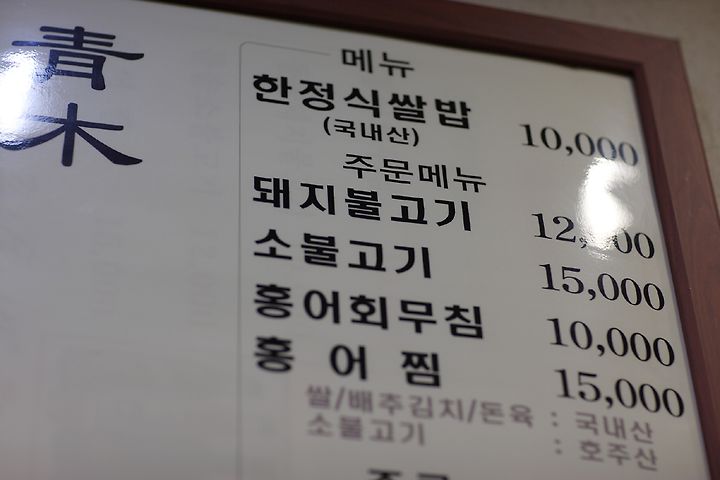 青木
메뉴
한정식쌀밥 10,000
(국내산)
주문메뉴
돼지불고기
소불고기 15,000
홍어회무침 10,000
홍 어 찜 15,000
쌀/배추김치/돈육 : 국내산
소불고기 : 호주산